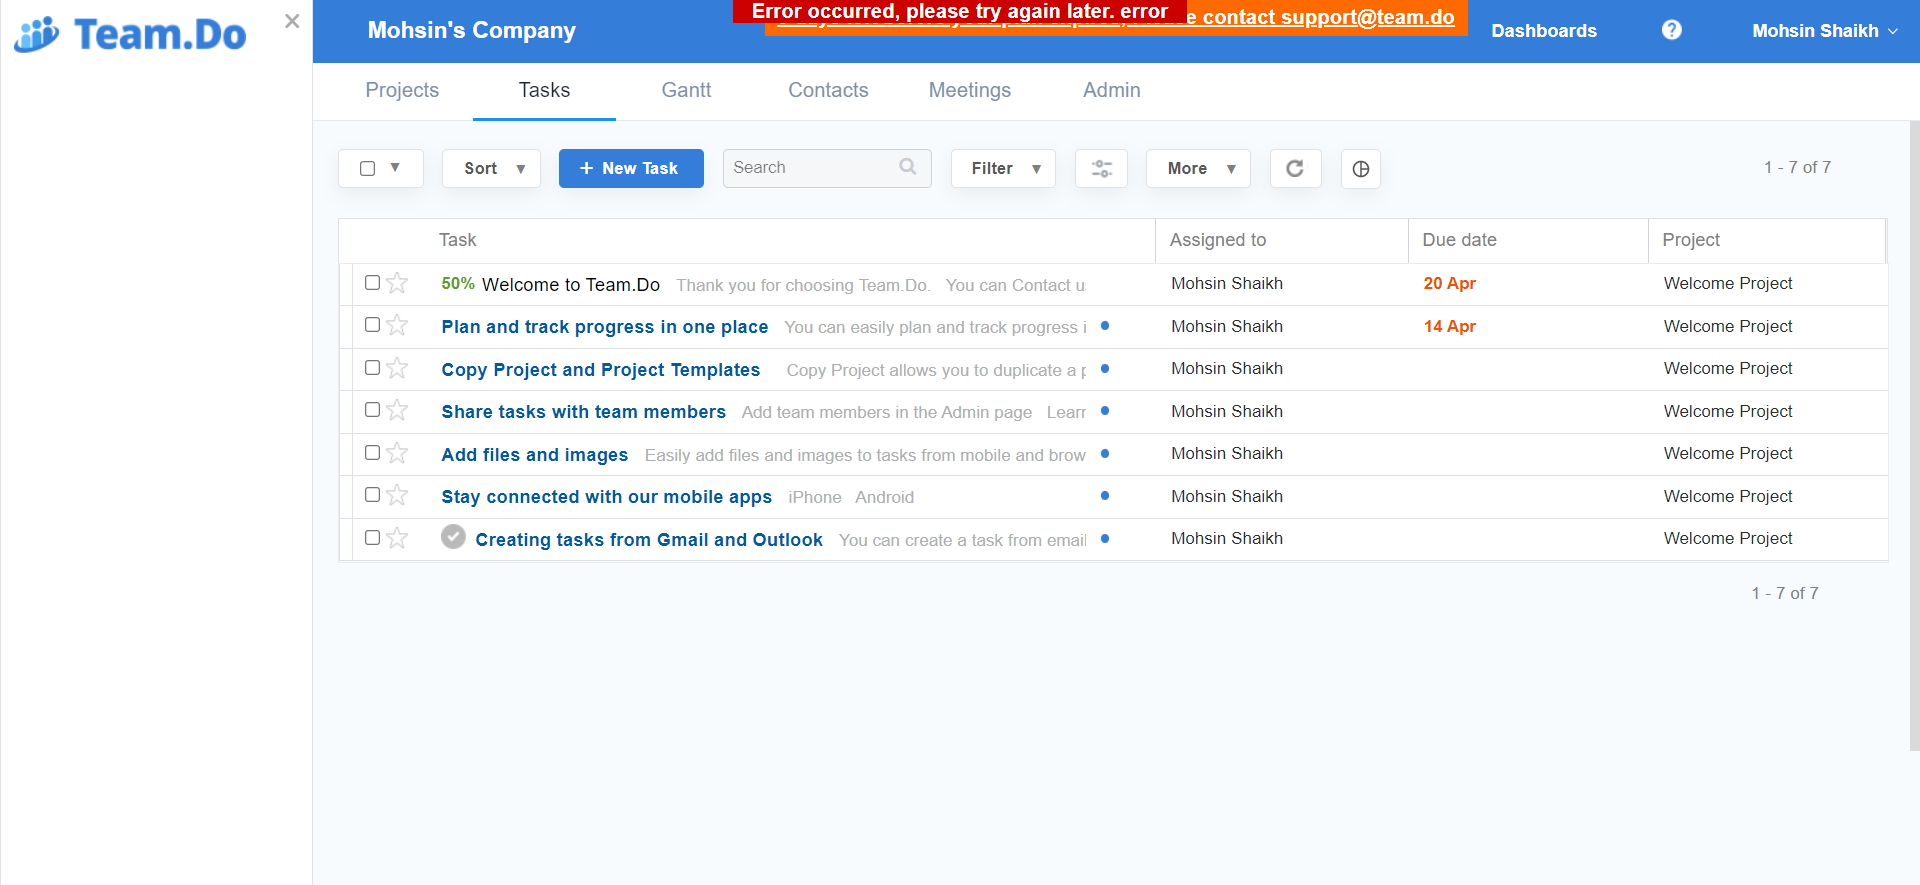 Team.Do
Mohsin's Company
Error occurred, please try again later. error
contact support@team.do
Dashboards
Mohsin Shaikh
Projects
Tasks
Gantt
Contacts
Meetings
Admin
Sort
+ New Task
Search
Filter
More
1 - 7 of 7
Task Assigned to Due date Project
50% Welcome to Team.Do Thank you for choosing Team.Do. You can Contact u Mohsin Shaikh 20 Apr Welcome Project
Plan and track progress in one place You can easily plan and track progress i Mohsin Shaikh 14 Apr Welcome Project
Copy Project and Project Templates Copy Project allows you to duplicate a Mohsin Shaikh Welcome Project
Share tasks with team members Add team members in the Admin page Learn Mohsin Shaikh Welcome Project
Add files and images Easily add files and images to tasks from mobile and brow Mohsin Shaikh Welcome Project
Stay connected with our mobile apps iPhone Android Mohsin Shaikh Welcome Project
Creating tasks from Gmail and Outlook You can create a task from email Mohsin Shaikh Welcome Project
1 - 7 of 7